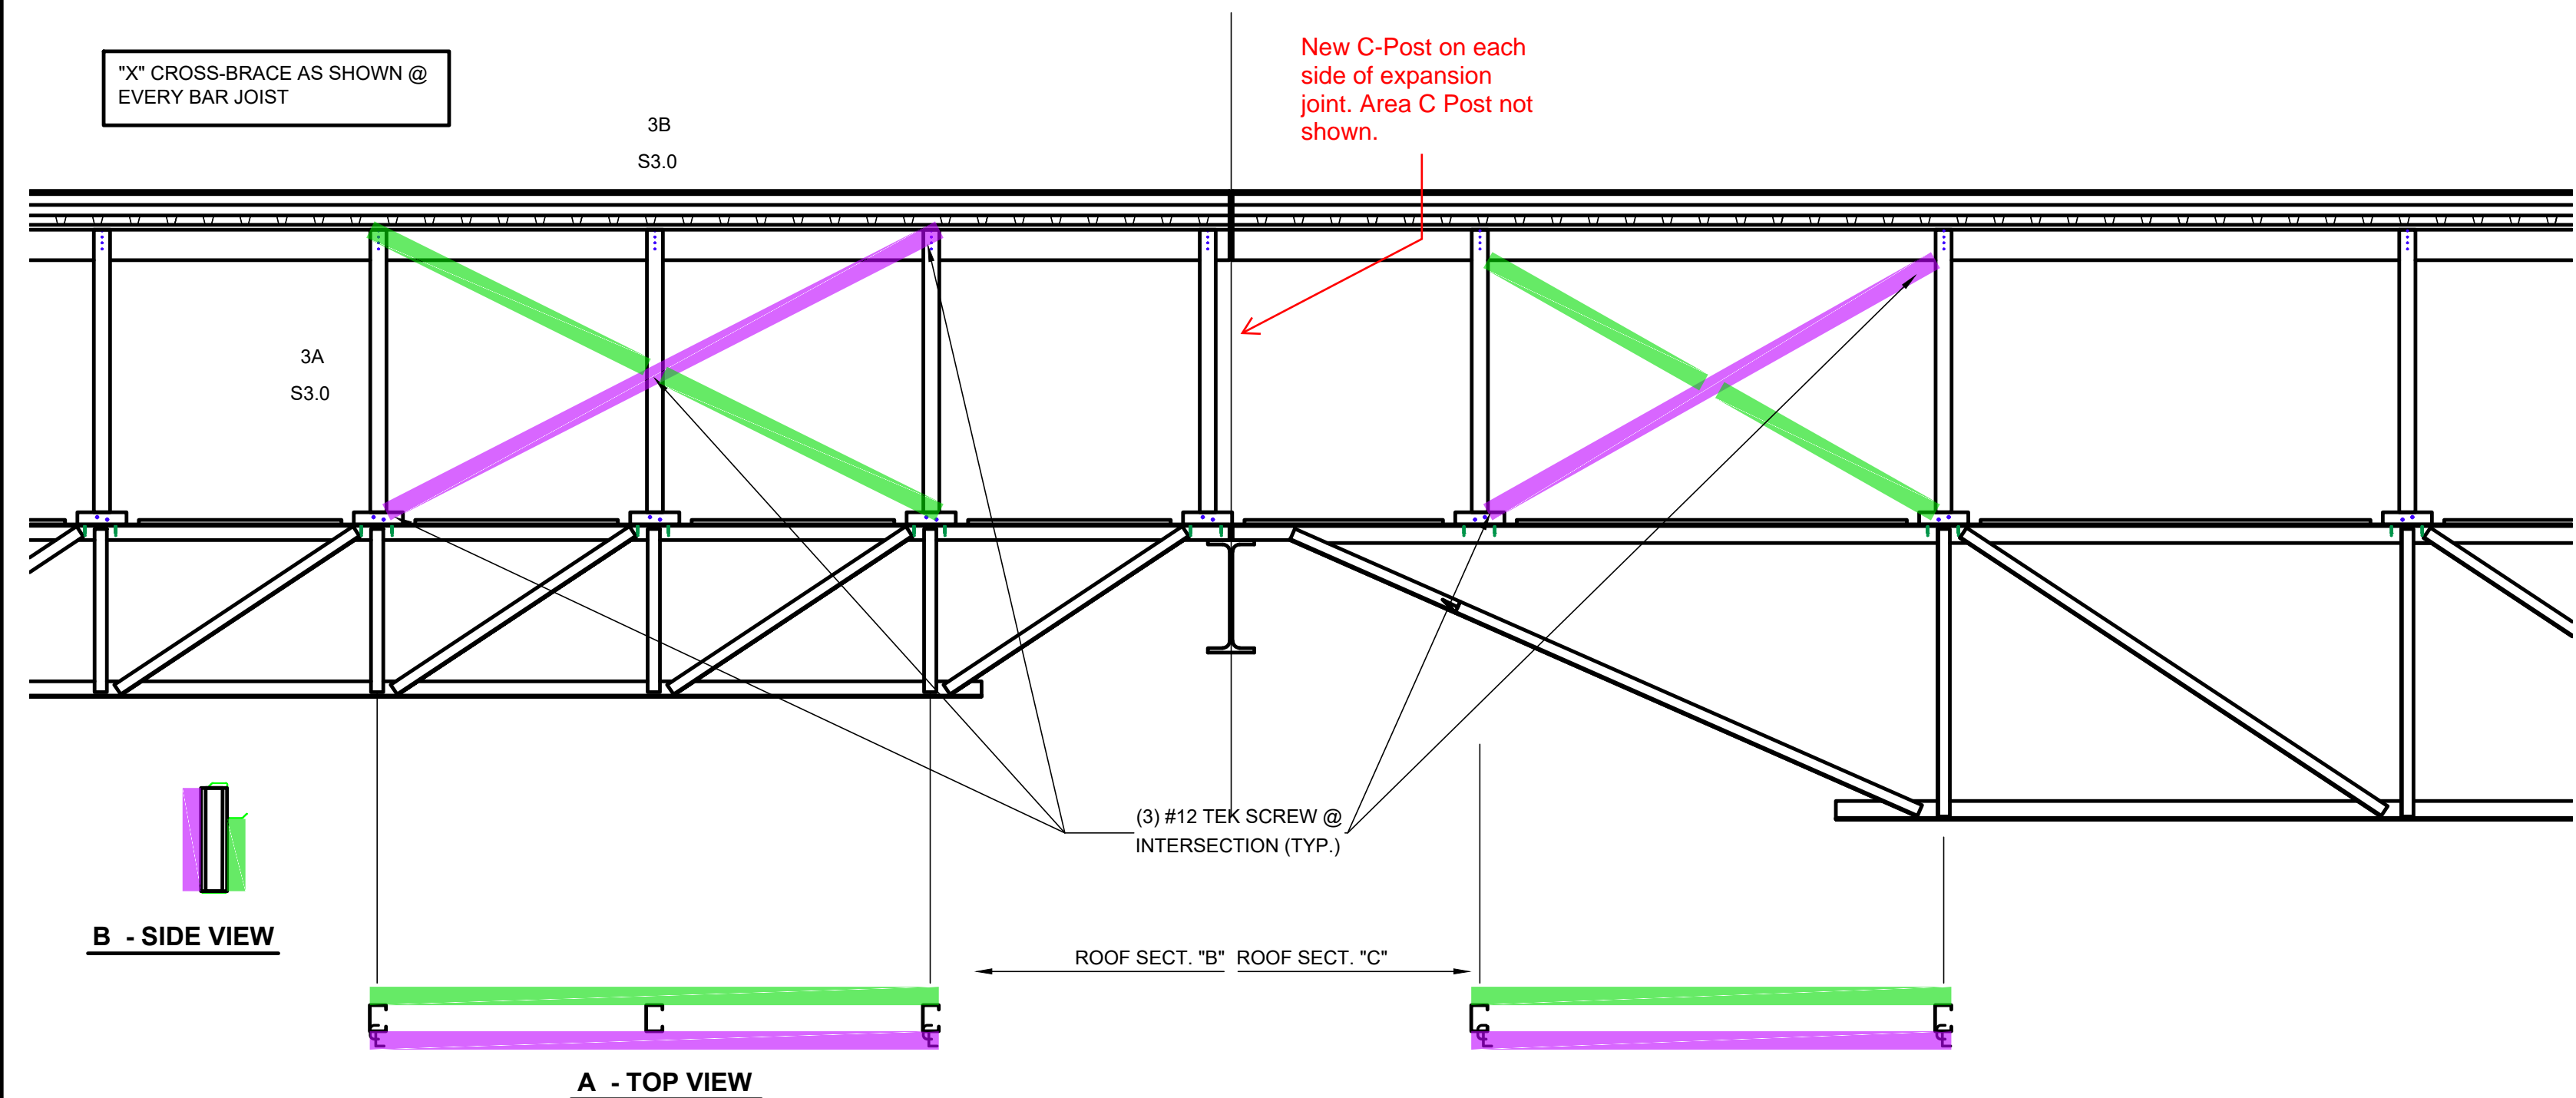 "X" CROSS-BRACE AS SHOWN @
EVERY BAR JOIST
3B
S3.0
New C-Post on each
side of expansion
joint. Area C Post not
shown.
3A
S3.0
(3) #12 TEK SCREW @
INTERSECTION (TYP.)
B - SIDE VIEW
ROOF SECT. "B" ROOF SECT. "C"
A - TOP VIEW